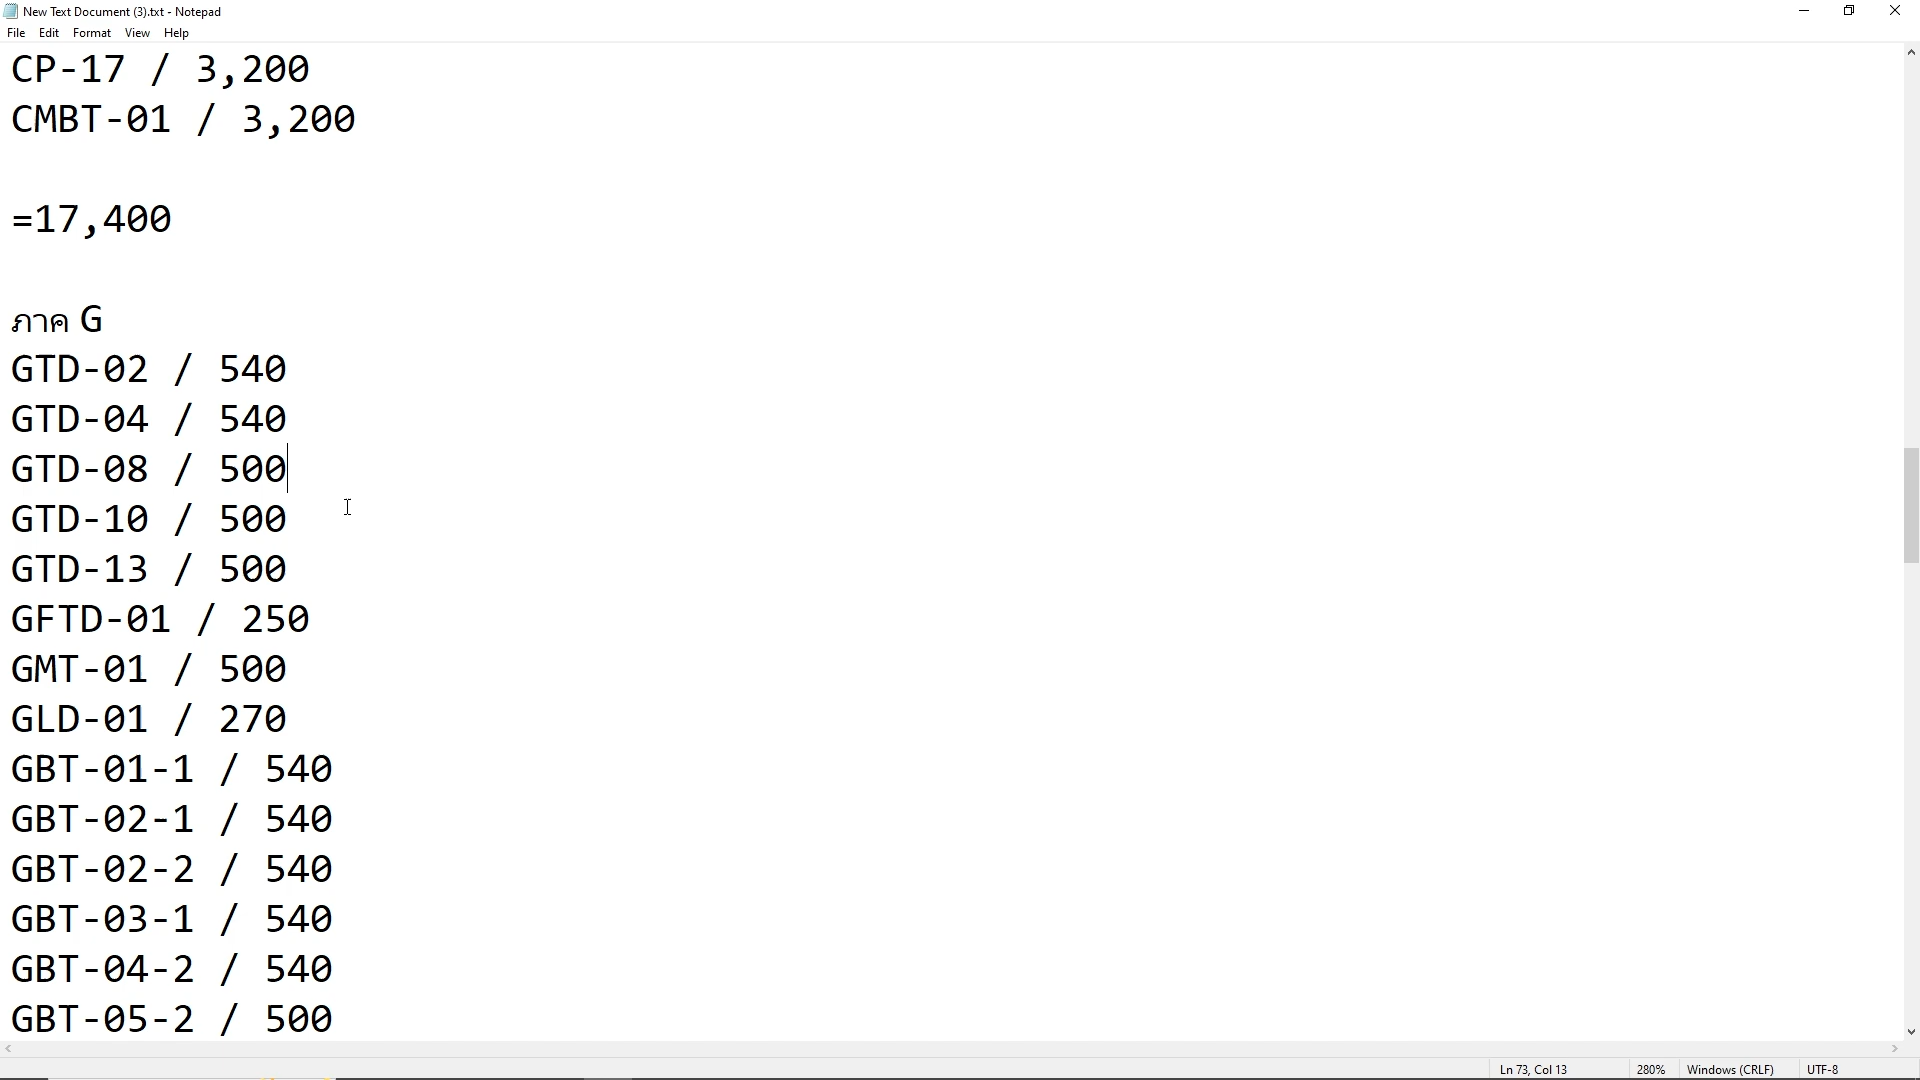 New Text Document (3).txt - Notepad
File Edit Format View Help
CP-17 / 3,200
CMBT-01 / 3,200
=17,400
ภาค G
GTD-02 / 540
GTD-04 / 540
GTD-08 / 500
GTD-10 / 500
GTD-13 / 500
GFTD-01 / 250
GMT-01 / 500
GLD-01 / 270
GBT-01-1 / 540
GBT-02-1 / 540
GBT-02-2 / 540
GBT-03-1 / 540
GBT-04-2 / 540
GBT-05-2 / 500
Ln 73, Col 13 280% Windows (CRLF) UTF-8